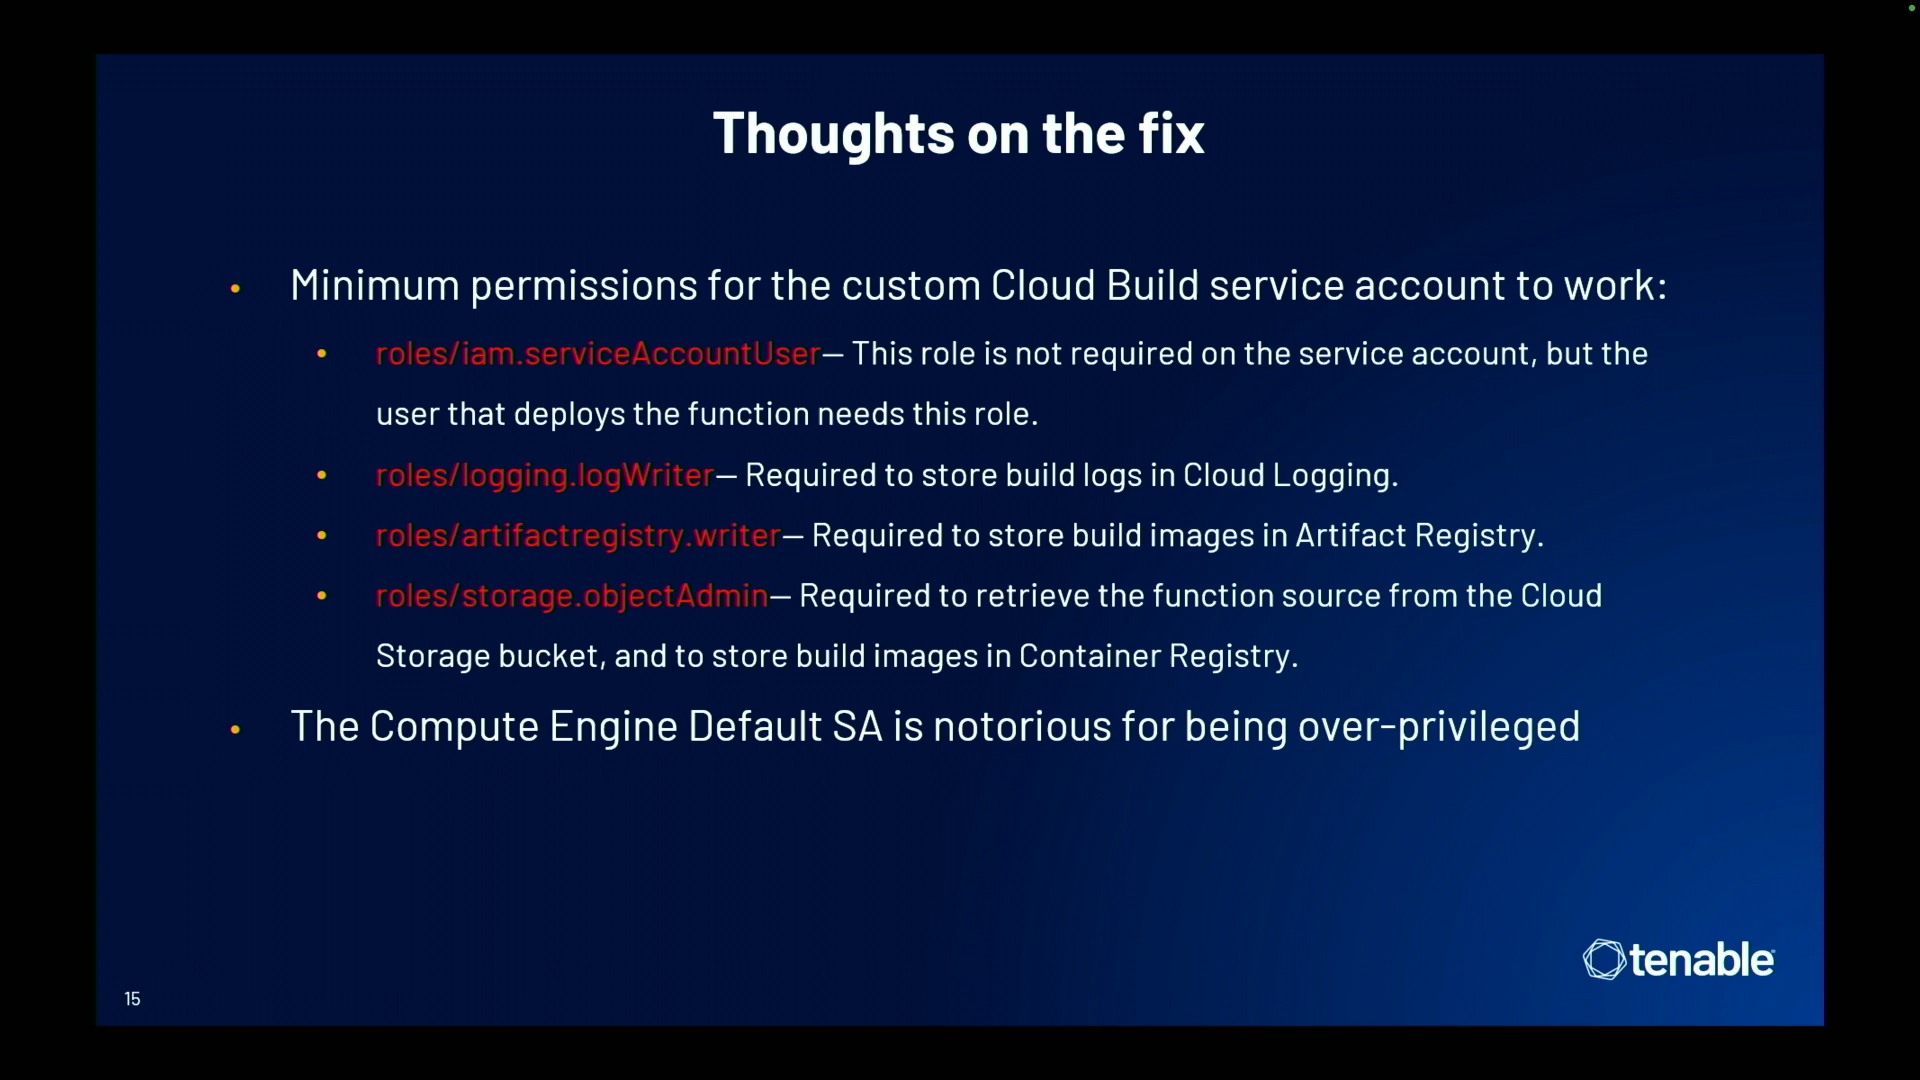 Thoughts on the fix
• Minimum permissions for the custom Cloud Build service account to work:
• roles/iam.serviceAccountUser— This role is not required on the service account, but the
user that deploys the function needs this role.
• roles/logging.logWriter— Required to store build logs in Cloud Logging.
• roles/artifactregistry.writer— Required to store build images in Artifact Registry.
• roles/storage.objectAdmin— Required to retrieve the function source from the Cloud
Storage bucket, and to store build images in Container Registry.
• The Compute Engine Default SA is notorious for being over-privileged
tenable
15